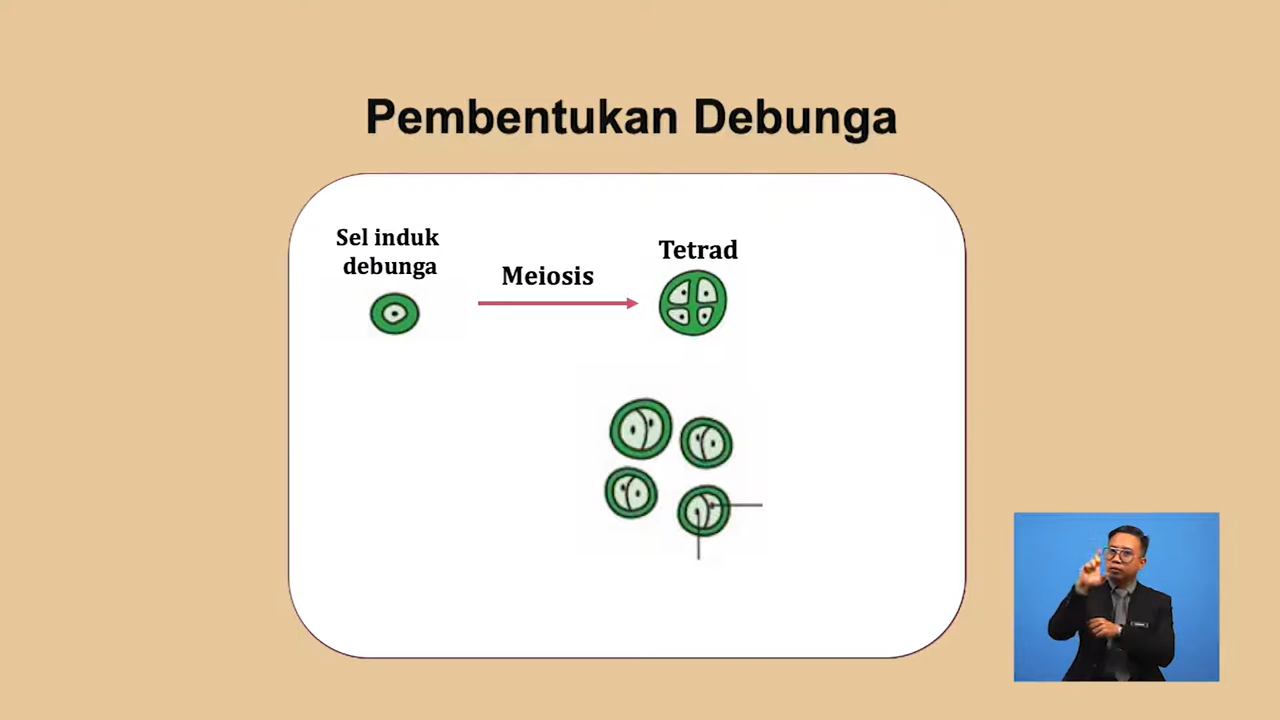 Pembentukan Debunga
Sel induk
debunga
Meiosis
Tetrad